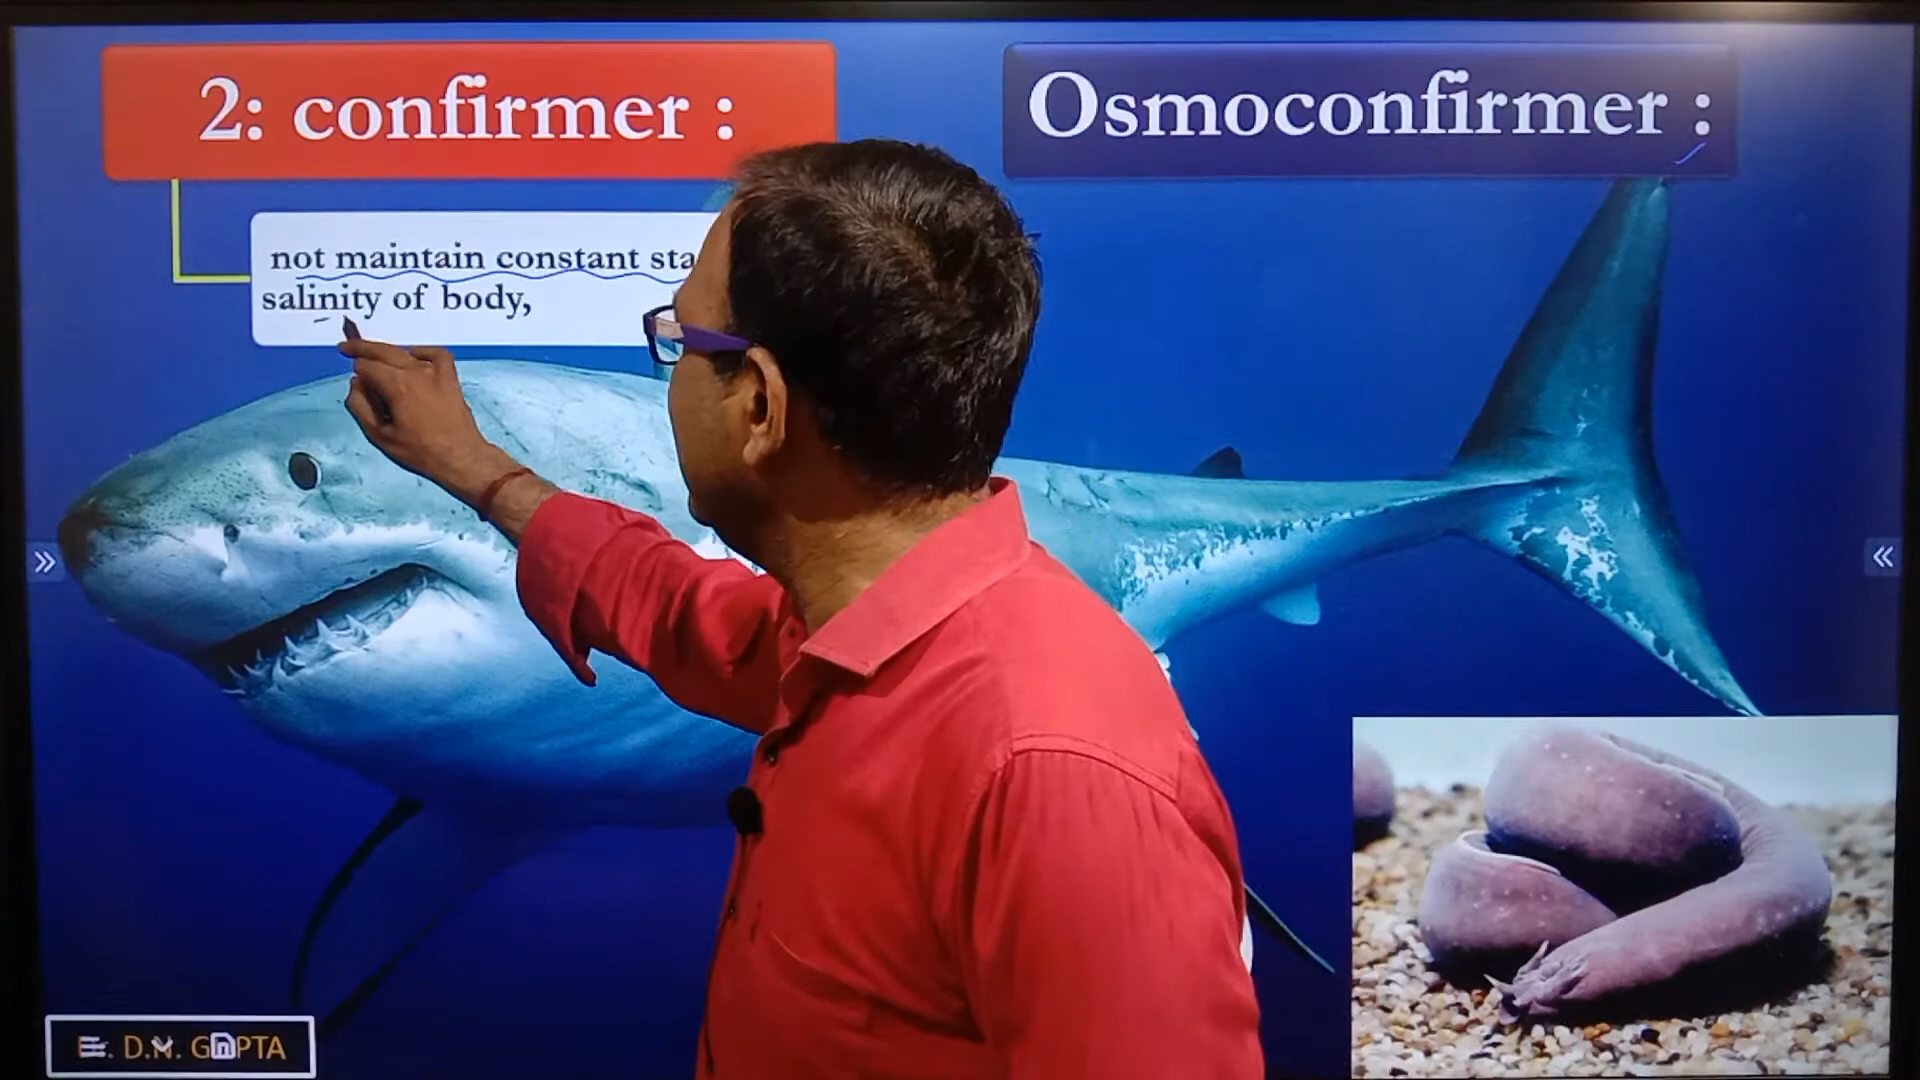 2: confirmer :
Osmoconfirmer :
not maintain constant sta
salinity of body,
D.N. GUPTA